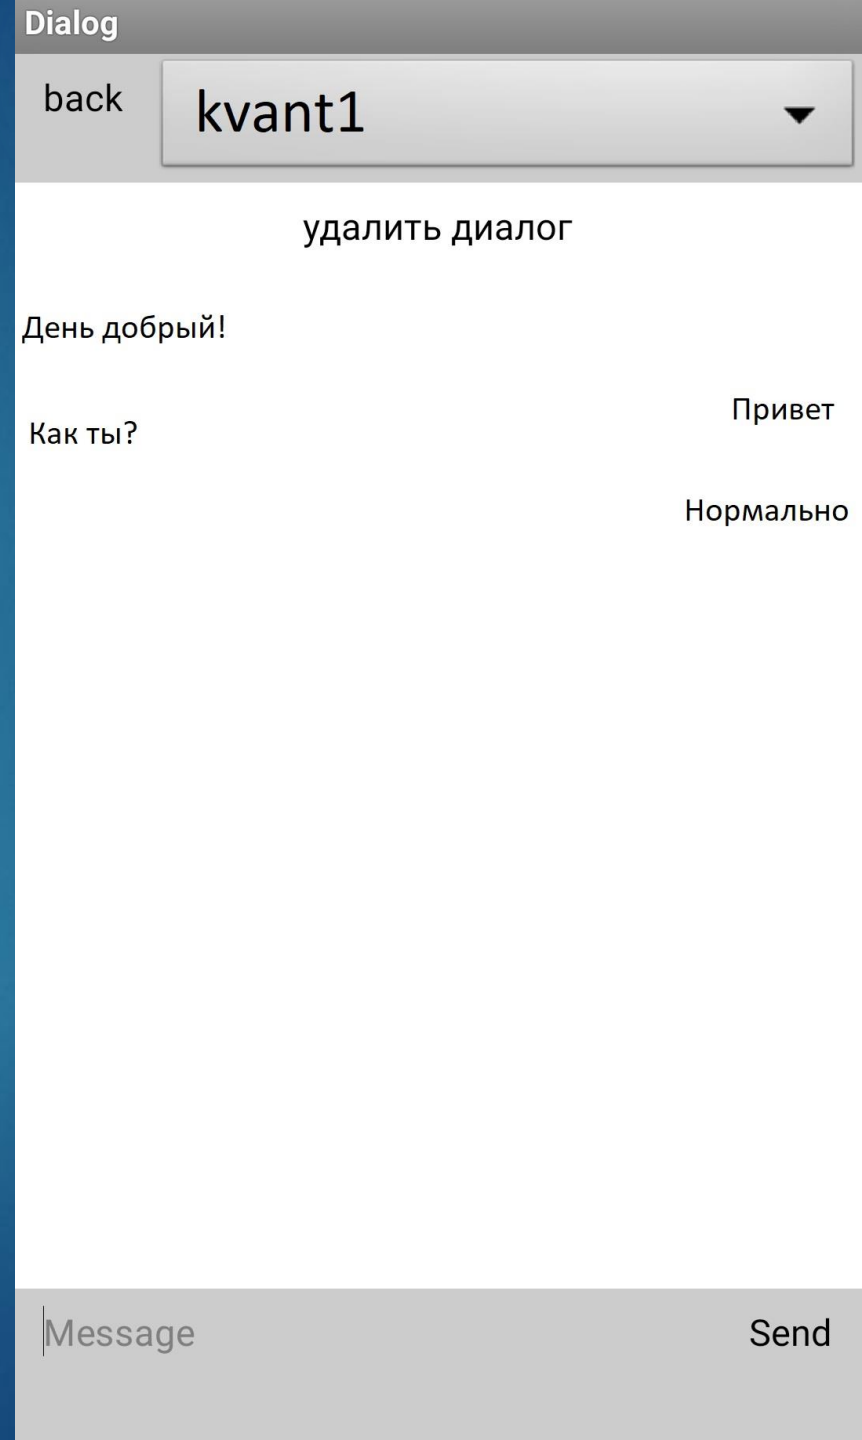 Dialog
back
kvant1
удалить диалог
День добрый!
Привет
Как ты?
Нормально
Message
Send